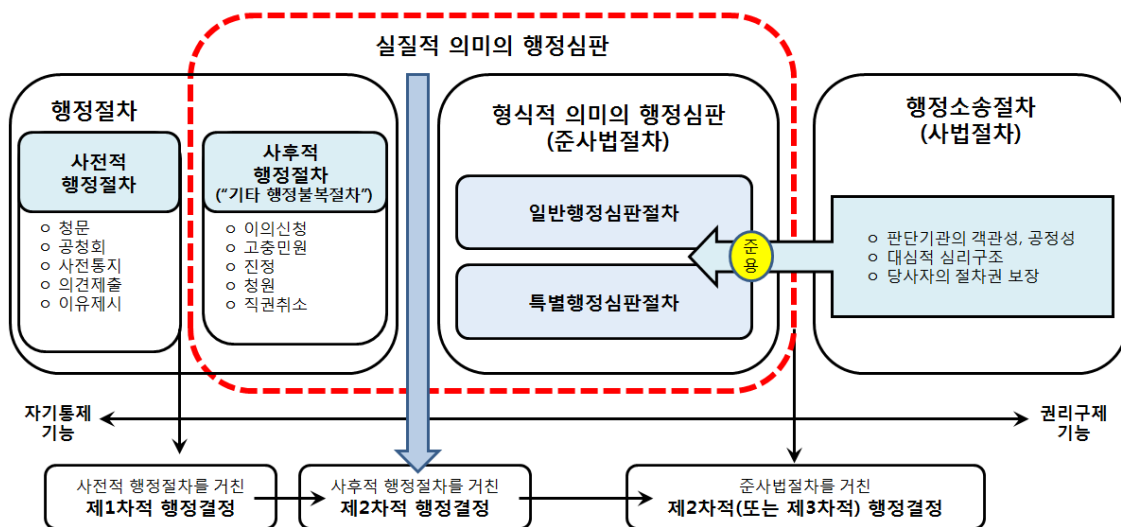 실질적 의미의 행정심판
행정절차
사전적
행정절차
ㅇ 청문
ㅇ 공청회
ㅇ 사전통지
ㅇ 의견제출
ㅇ 이유제시
사후적
행정절차
("기타 행정불복절차")
ㅇ 이의신청
ㅇ 고충민원
ㅇ 진정
ㅇ 청원
ㅇ 직권취소
형식적 의미의 행정심판
(준사법절차)
일반행정심판절차
특별행정심판절차
준
용
행정소송절차
(사법절차)
ㅇ 판단기관의 객관성, 공정성
ㅇ 대심적 심리구조
ㅇ 당사자의 절차권 보장
자기통제
기능
권리구제
기능
사전적 행정절차를 거친
제1차적 행정결정
사후적 행정절차를 거친
제2차적 행정결정
준사법절차를 거친
제2차적(또는 제3차적) 행정결정